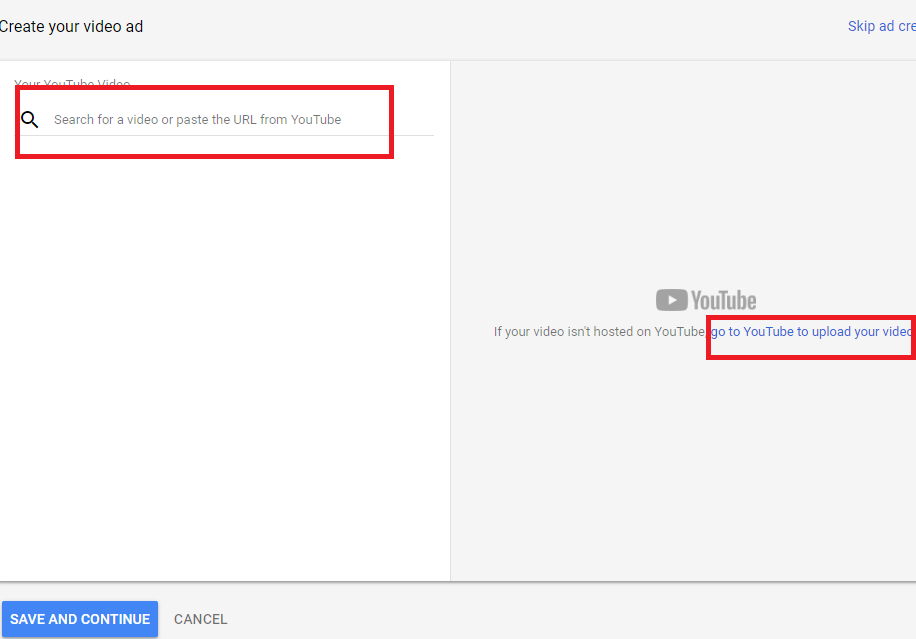 Create your video ad
Skip ad cre
Your YouTube Video
Search for a video or paste the URL from YouTube
YouTube
If your video isn't hosted on YouTube, go to YouTube to upload your video
SAVE AND CONTINUE
CANCEL